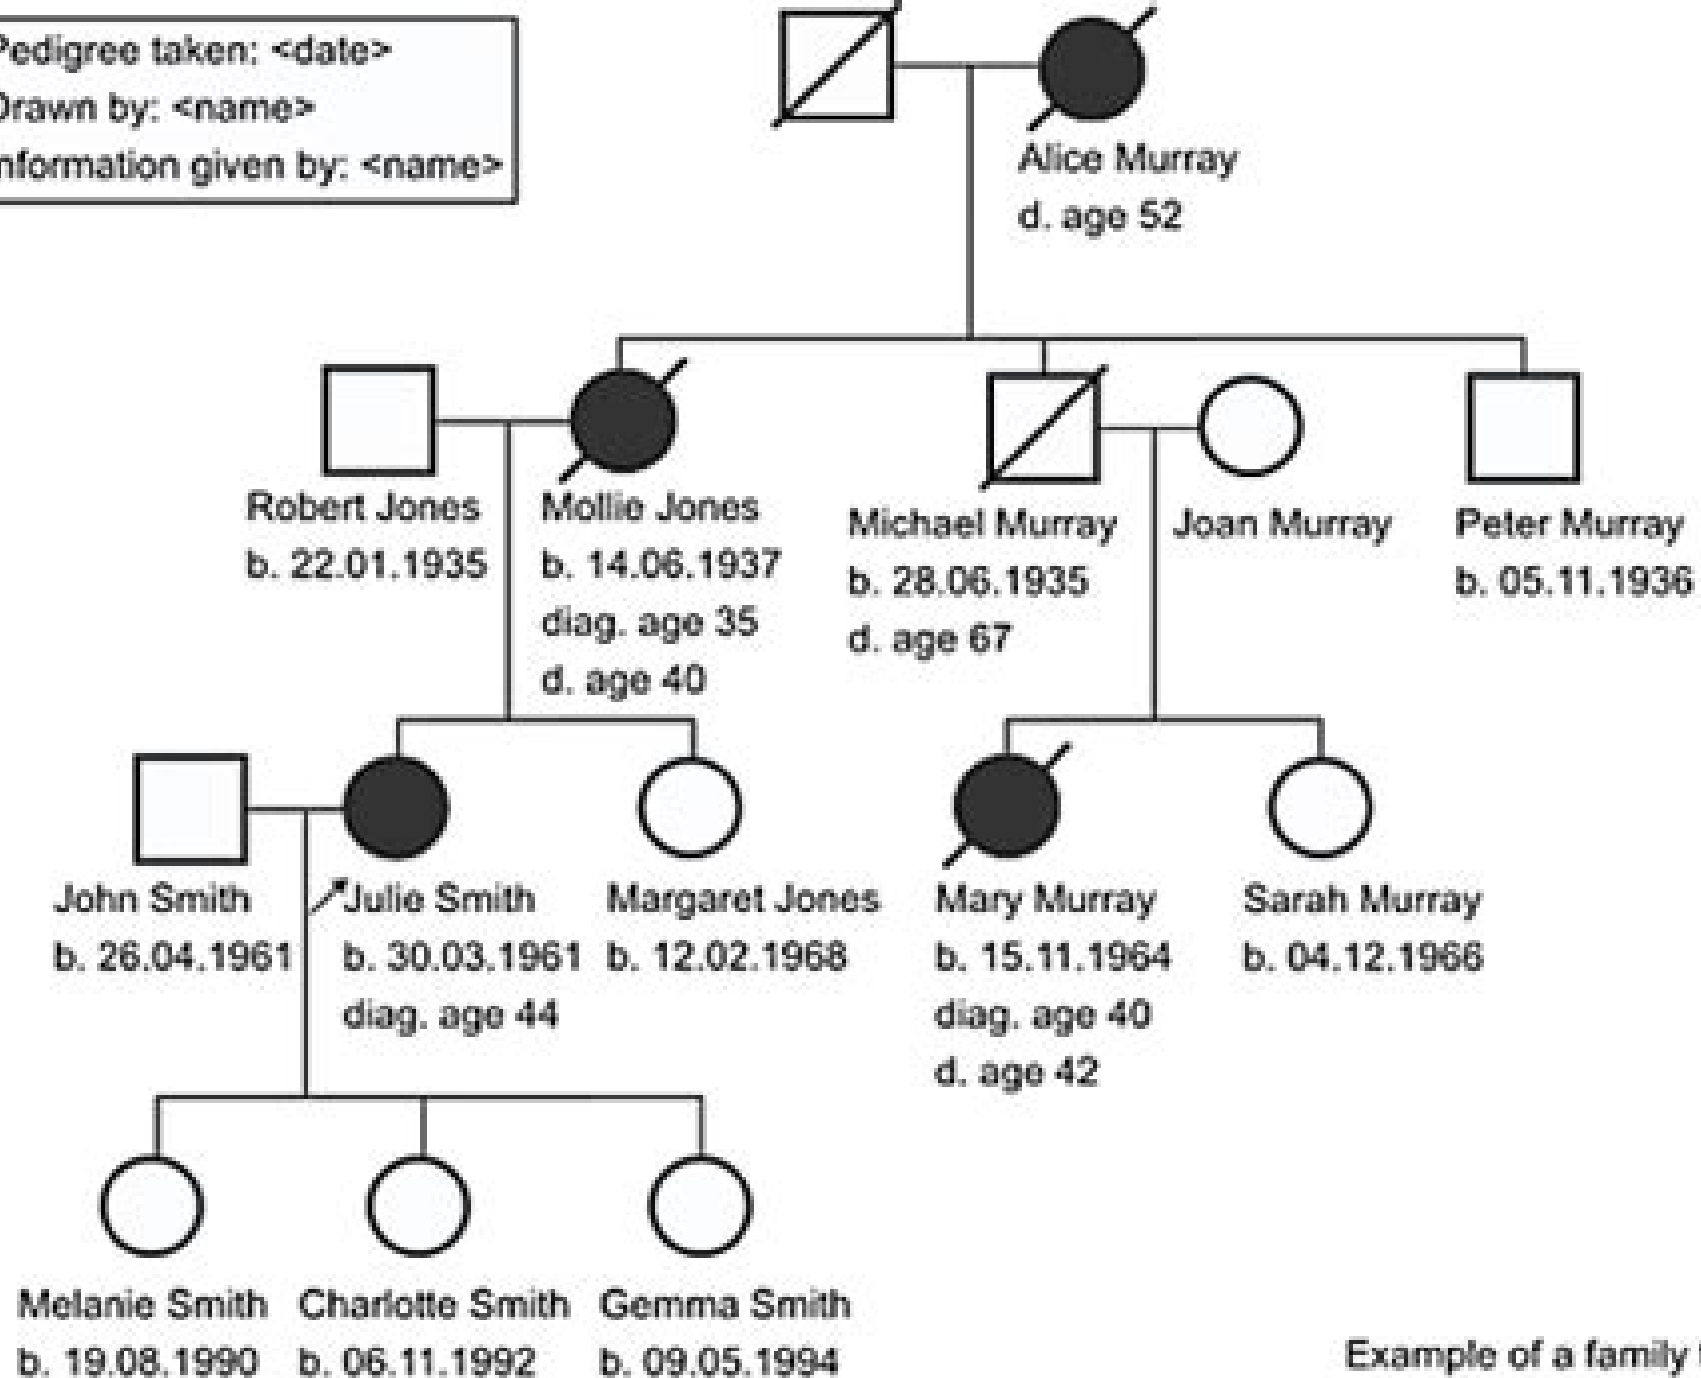 Pedigree taken: <date>
Drawn by: <name>
Information given by: <name>
Alice Murray
d. age 52
Robert Jones
b. 22.01.1935
Mollie Jones
b. 14.06.1937
diag. age 35
d. age 40
Michael Murray
b. 28.06.1935
d. age 67
Joan Murray
Peter Murray
b. 05.11.1936
John Smith
b. 26.04.1961
Julie Smith
b. 30.03.1961
diag. age 44
Margaret Jones
b. 12.02.1968
Mary Murray
b. 15.11.1964
diag. age 40
d. age 42
Sarah Murray
b. 04.12.1966
Melanie Smith
b. 19.08.1990
Charlotte Smith
b. 06.11.1992
Gemma Smith
b. 09.05.1994
Example of a family